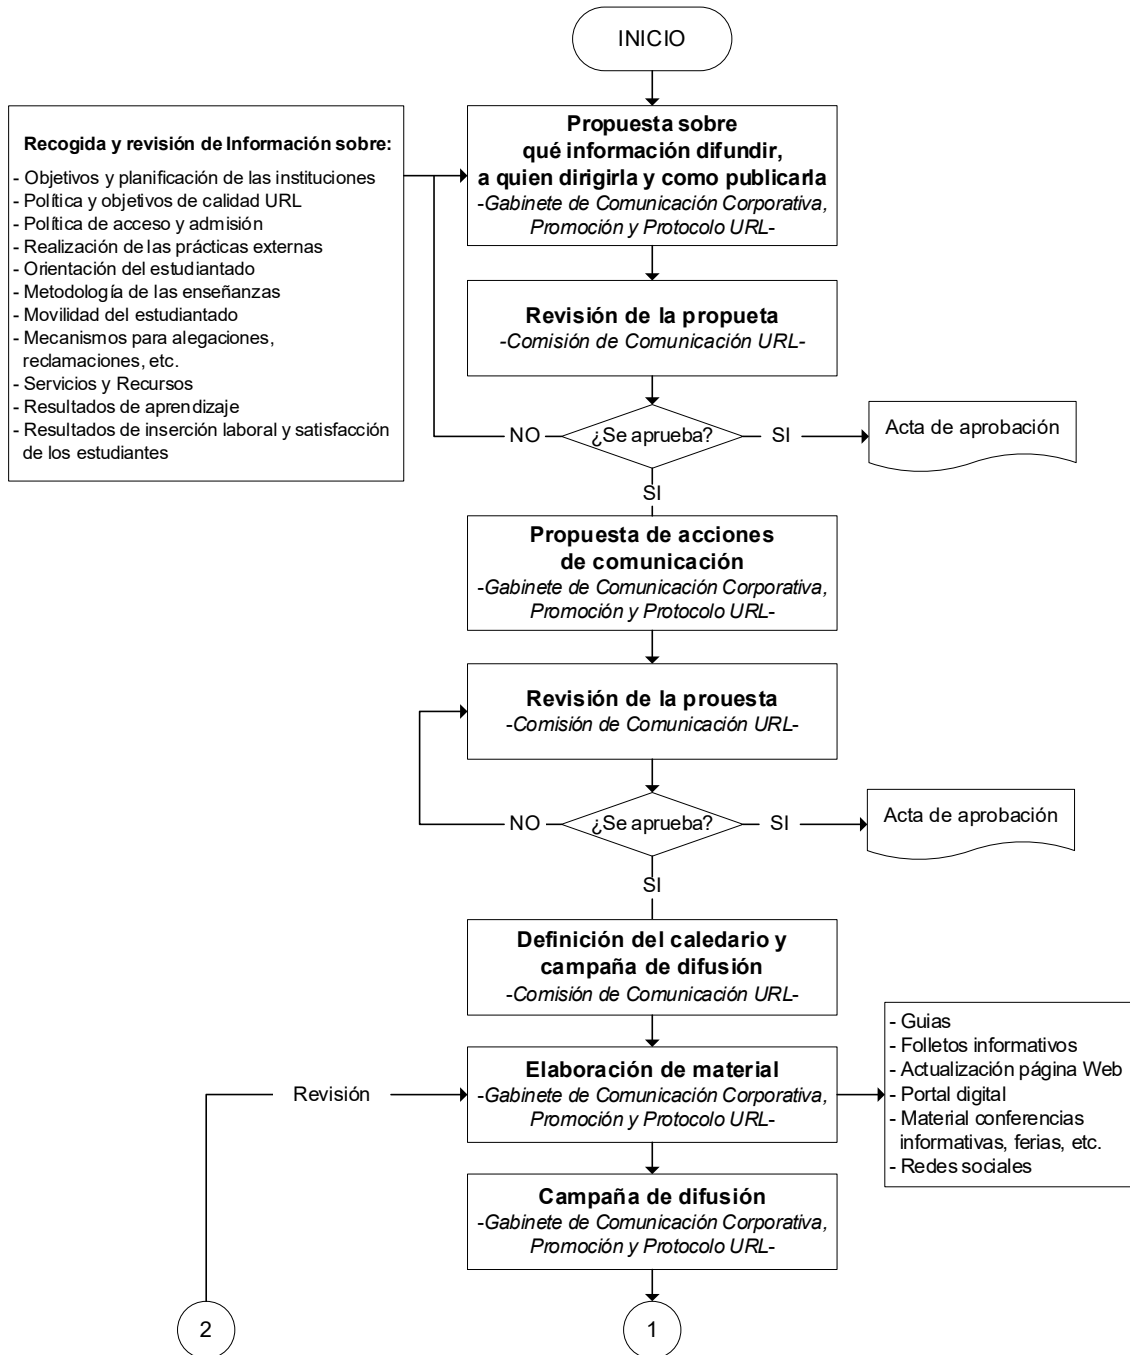 INICIO
Recogida y revisión de Información sobre:
- Objetivos y planificación de las instituciones
- Política y objetivos de calidad URL
- Política de acceso y admisión
- Realización de las prácticas externas
- Orientación del estudiantado
- Metodología de las enseñanzas
- Movilidad del estudiantado
- Mecanismos para alegaciones,
reclamaciones, etc.
- Servicios y Recursos
- Resultados de aprendizaje
- Resultados de inserción laboral y satisfacción
de los estudiantes
Propuesta sobre
qué información difundir,
a quien dirigirla y como publicarla
-Gabinete de Comunicación Corporativa,
Promoción y Protocolo URL-
Revisión de la propueta
-Comisión de Comunicación URL-
NO
¿Se aprueba?
SI
Acta de aprobación
SI
Propuesta de acciones
de comunicación
-Gabinete de Comunicación Corporativa,
Promoción y Protocolo URL-
Revisión de la prouesta
-Comisión de Comunicación URL-
NO
¿Se aprueba?
SI
Acta de aprobación
SI
Definición del caledario y
campaña de difusión
-Comisión de Comunicación URL-
Revisión
Elaboración de material
-Gabinete de Comunicación Corporativa,
Promoción y Protocolo URL-
- Guias
- Folletos informativos
- Actualización página Web
- Portal digital
- Material conferencias
informativas, ferias, etc.
- Redes sociales
Campaña de difusión
-Gabinete de Comunicación Corporativa,
Promoción y Protocolo URL-
2
1